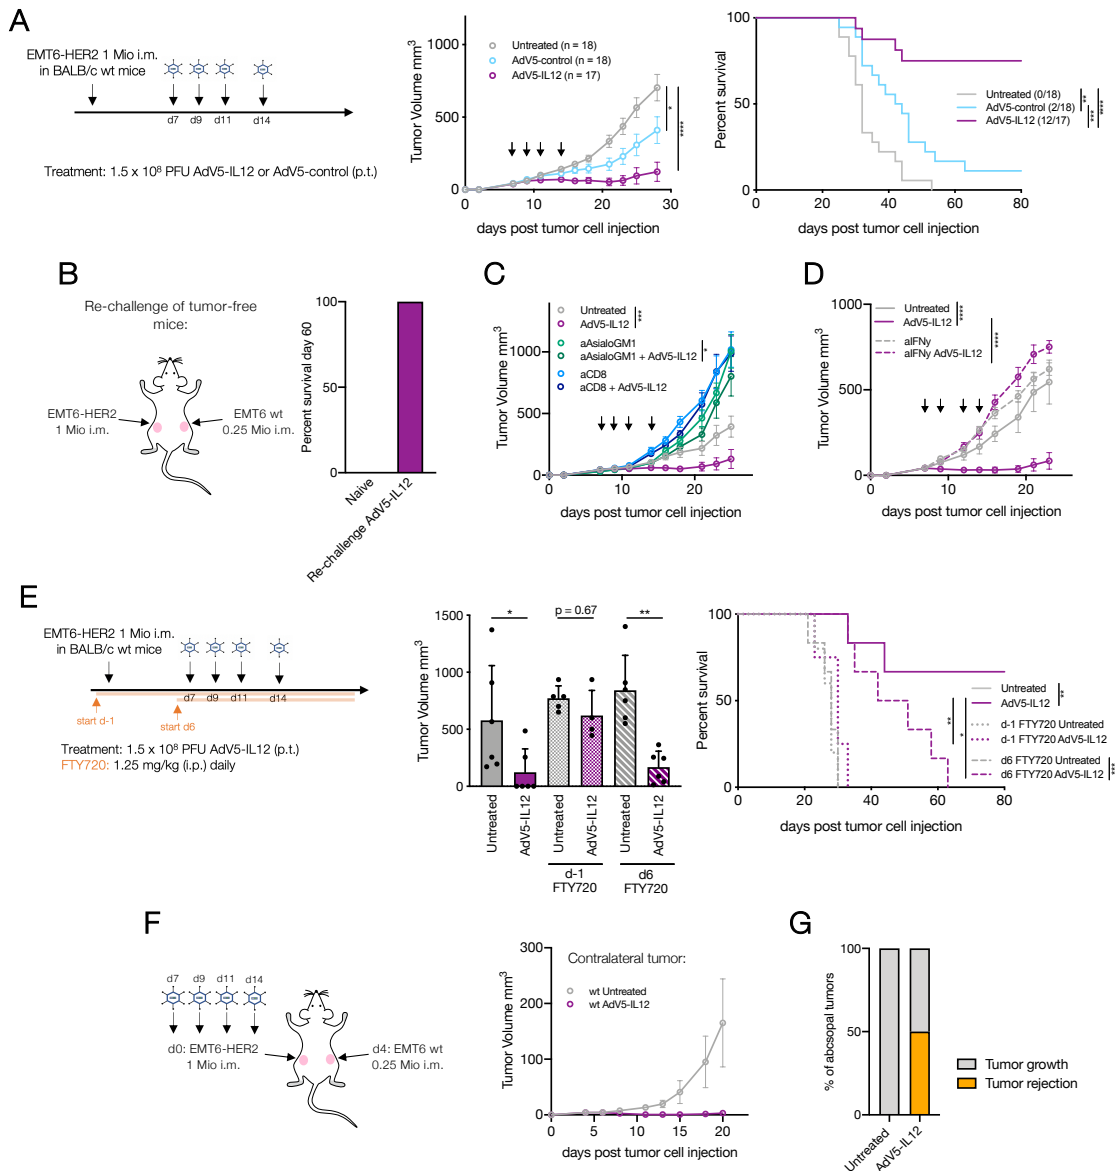 A
EMT6-HER2 1 Mio i.m.
in BALB/c wt mice
d7
d9
d11
d14
Treatment: 1.5 x 10⁸ PFU AdV5-IL12 or AdV5-control (p.t.)
Tumor Volume mm³
1000
500
0
0
10
20
30
days post tumor cell injection
Untreated (n = 18)
AdV5-control (n = 18)
AdV5-IL12 (n = 17)
*
****
Percent survival
100
50
0
0
20
40
60
80
days post tumor cell injection
Untreated (0/18)
AdV5-control (2/18)
AdV5-IL12 (12/17)
**
***
****
B
Re-challenge of tumor-free
mice:
EMT6-HER2
1 Mio i.m.
EMT6 wt
0.25 Mio i.m.
Percent survival day 60
100
50
0
Naive
Re-challenge AdV5-IL12
C
Untreated
AdV5-IL12
***
aAsialoGM1
aAsialoGM1 + AdV5-IL12
*
aCD8
aCD8 + AdV5-IL12
Tumor Volume mm³
1000
500
0
0
10
20
days post tumor cell injection
D
Untreated
AdV5-IL12
****
aIFNγ
aIFNγ AdV5-IL12
****
Tumor Volume mm³
1000
500
0
0
10
20
days post tumor cell injection
E
EMT6-HER2 1 Mio i.m.
in BALB/c wt mice
d7
d9
d11
d14
start d-1
start d6
Treatment: 1.5 x 10⁸ PFU AdV5-IL12 (p.t.)
FTY720: 1.25 mg/kg (i.p.) daily
Tumor Volume mm³
1500
1000
500
0
*
p = 0.67
**
Untreated
AdV5-IL12
Untreated
AdV5-IL12
Untreated
AdV5-IL12
d-1
FTY720
d6
FTY720
Percent survival
100
50
0
0
20
40
60
80
days post tumor cell injection
Untreated
AdV5-IL12
**
d-1 FTY720 Untreated
d-1 FTY720 AdV5-IL12
**
*
d6 FTY720 Untreated
d6 FTY720 AdV5-IL12
***
F
d7
d9
d11
d14
d0: EMT6-HER2
1 Mio i.m.
d4: EMT6 wt
0.25 Mio i.m.
Contralateral tumor:
wt Untreated
wt AdV5-IL12
Tumor Volume mm³
300
200
100
0
0
5
10
15
20
days post tumor cell injection
G
% of abcsopal tumors
100
50
0
Untreated
AdV5-IL12
Tumor growth
Tumor rejection